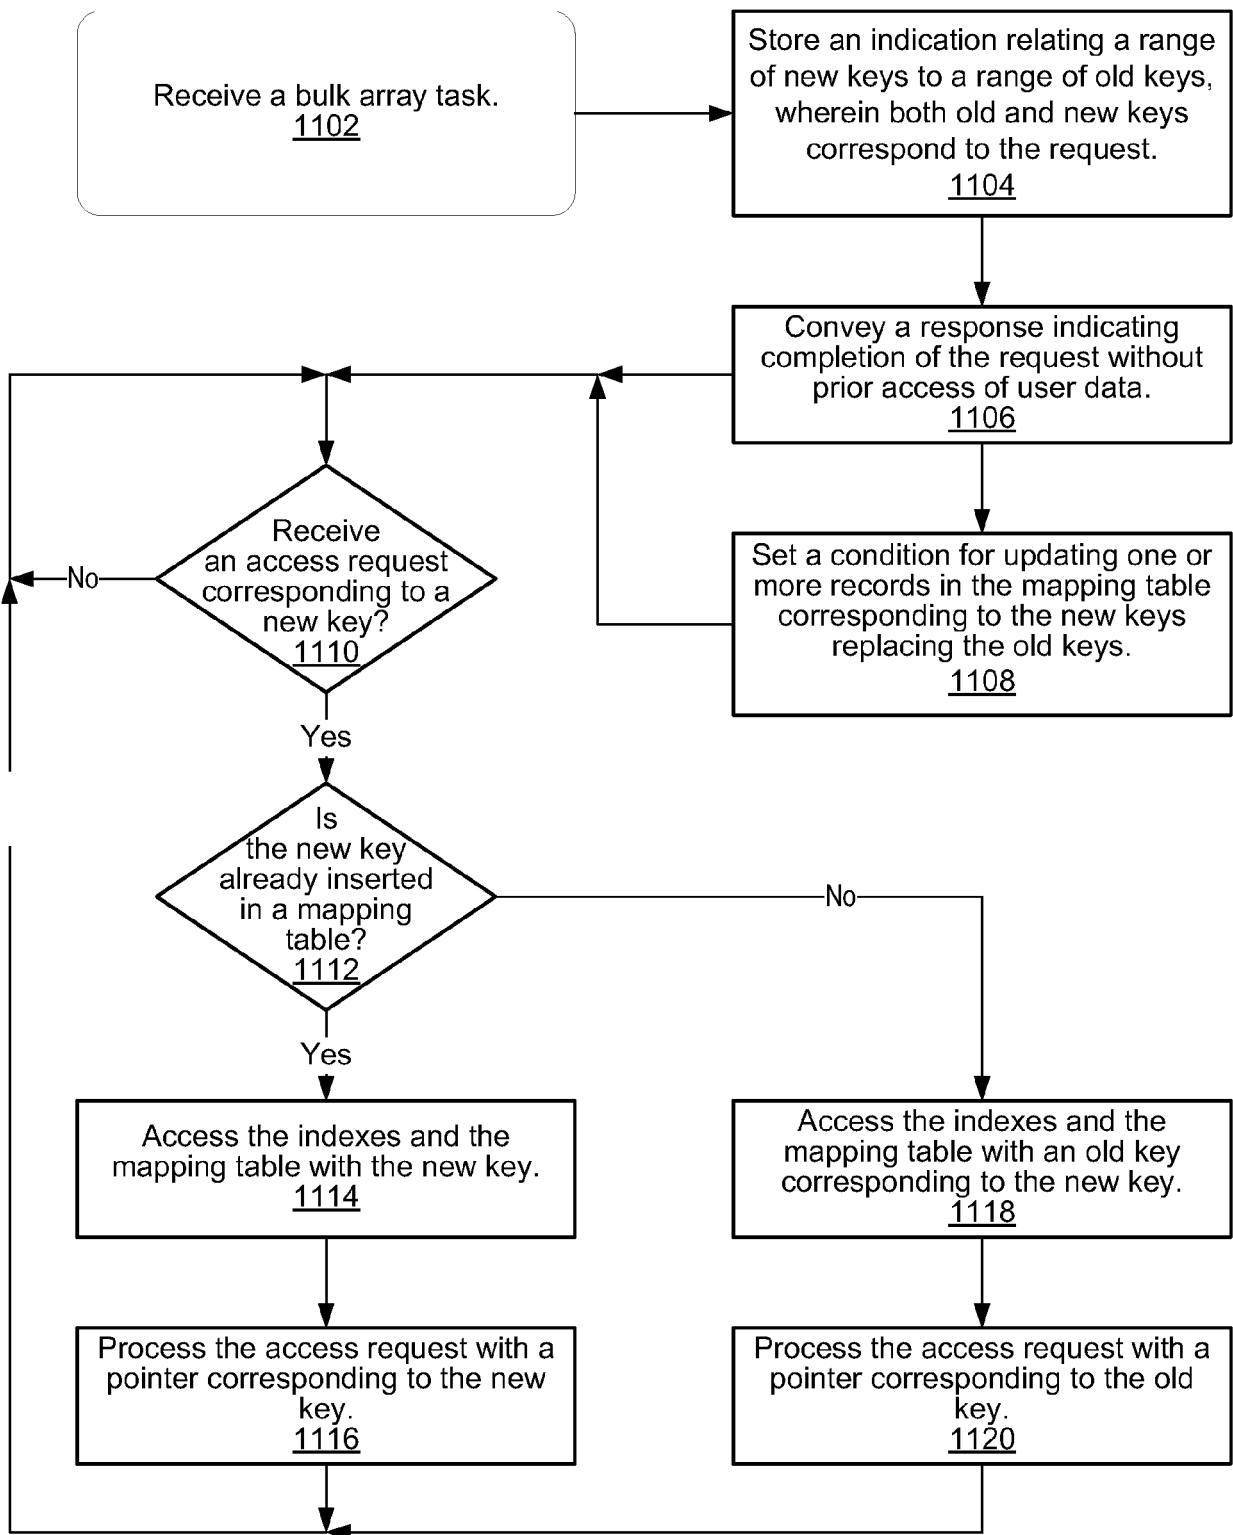 Receive a bulk array task.
1102
Store an indication relating a range
of new keys to a range of old keys,
wherein both old and new keys
correspond to the request.
1104
Convey a response indicating
completion of the request without
prior access of user data.
1106
Set a condition for updating one or
more records in the mapping table
corresponding to the new keys
replacing the old keys.
1108
Receive
an access request
corresponding to a
new key?
1110
No
Yes
Is
the new key
already inserted
in a mapping
table?
1112
No
Yes
Access the indexes and the
mapping table with the new key.
1114
Access the indexes and the
mapping table with an old key
corresponding to the new key.
1118
Process the access request with a
pointer corresponding to the new
key.
1116
Process the access request with a
pointer corresponding to the old
key.
1120